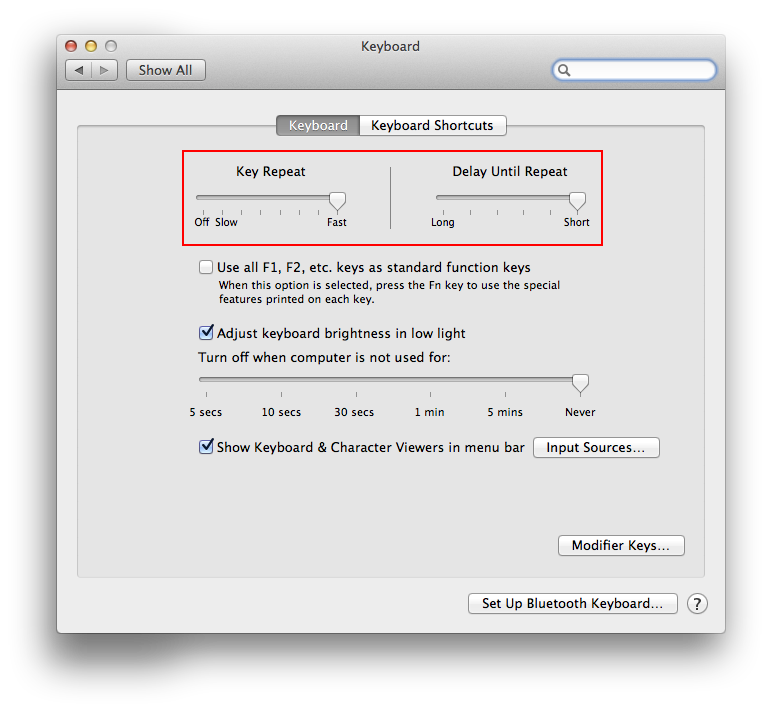 Keyboard
Show All
Keyboard Keyboard Shortcuts
Key Repeat Delay Until Repeat
Off Slow Fast Long Short
Use all F1, F2, etc. keys as standard function keys
When this option is selected, press the Fn key to use the special
features printed on each key.
Adjust keyboard brightness in low light
Turn off when computer is not used for:
5 secs 10 secs 30 secs 1 min 5 mins Never
Show Keyboard & Character Viewers in menu bar Input Sources...
Modifier Keys...
Set Up Bluetooth Keyboard... ?